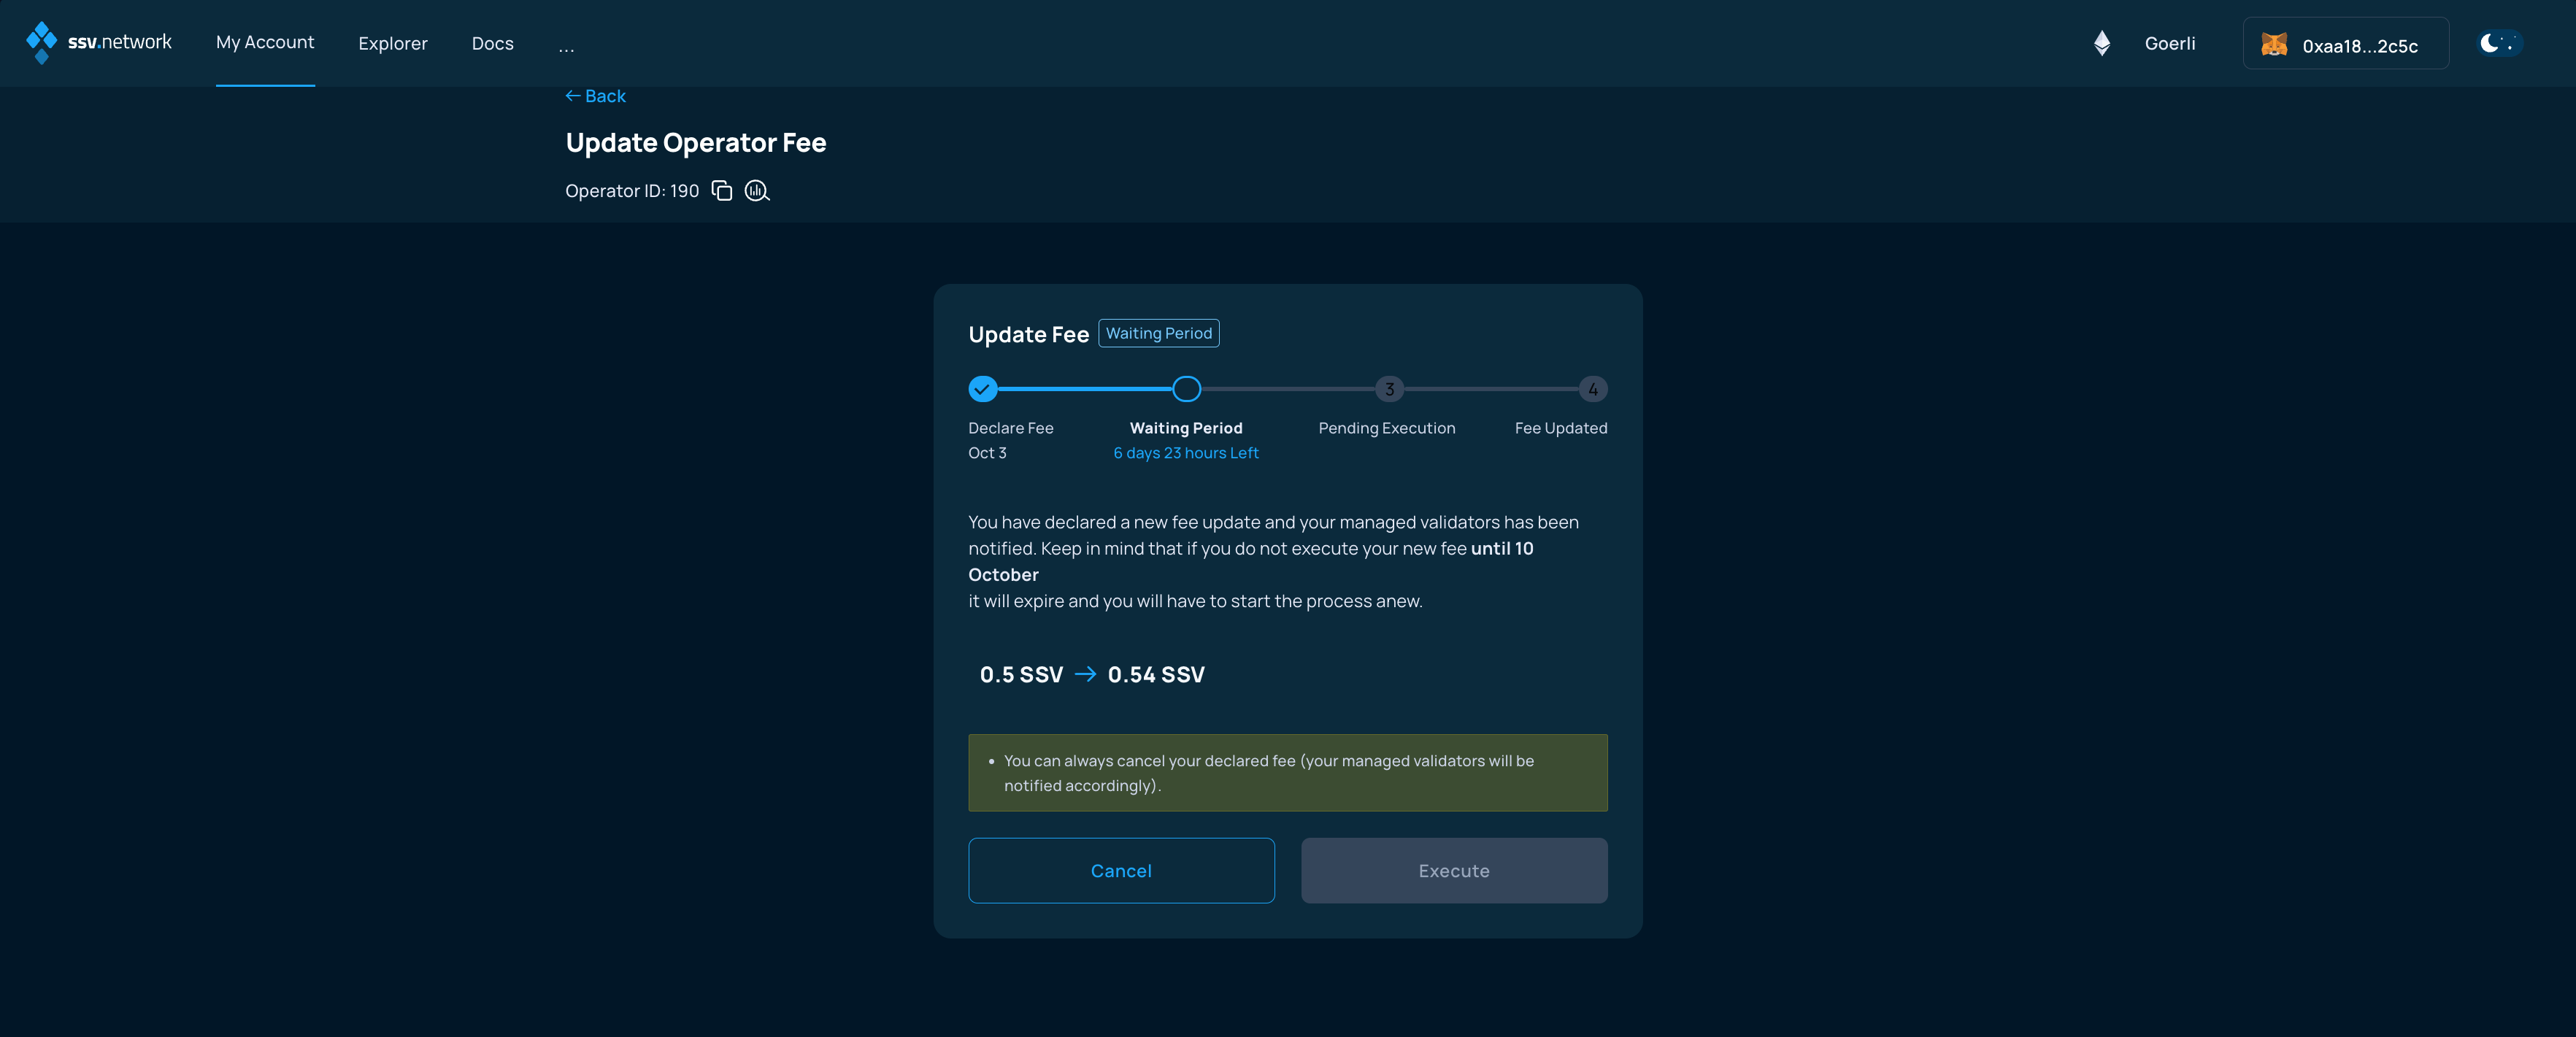 ssv.network
My Account
Explorer
Docs
...
Goerli
0xaa18...2c5c
← Back
Update Operator Fee
Operator ID: 190
Update Fee
Waiting Period
3
4
Declare Fee
Waiting Period
Pending Execution
Fee Updated
Oct 3
6 days 23 hours Left
You have declared a new fee update and your managed validators has been
notified. Keep in mind that if you do not execute your new fee until 10
October
it will expire and you will have to start the process anew.
0.5 SSV → 0.54 SSV
• You can always cancel your declared fee (your managed validators will be
notified accordingly).
Cancel
Execute